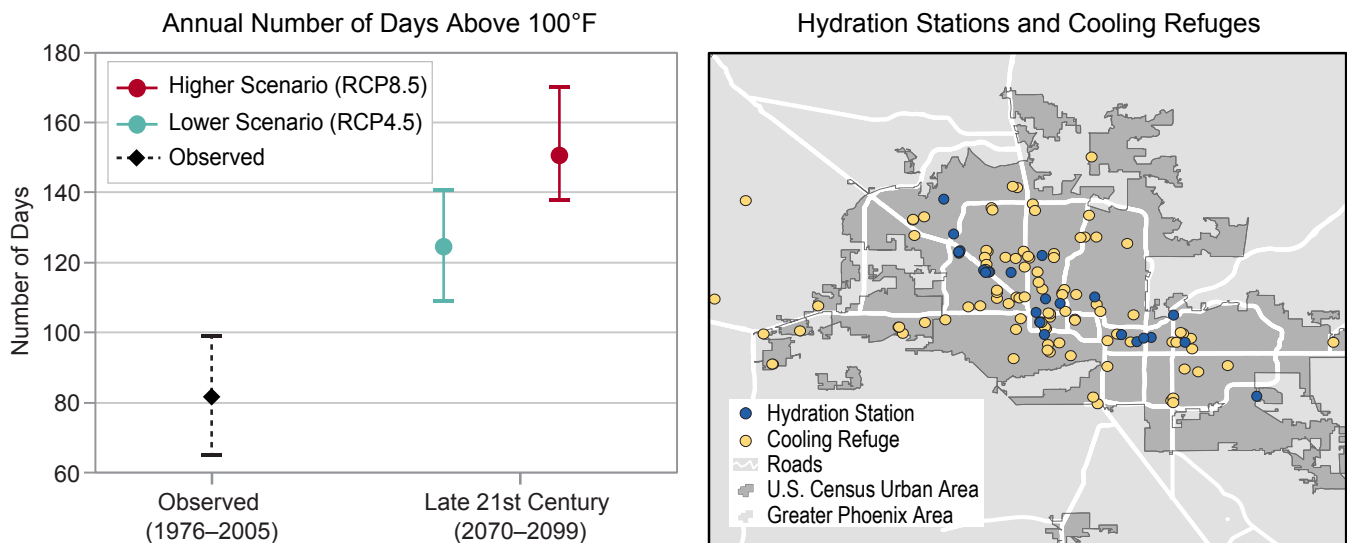 Annual Number of Days Above 100°F
180
160
140
120
100
80
60
Number of Days
Higher Scenario (RCP8.5)
Lower Scenario (RCP4.5)
Observed
Observed
(1976–2005)
Late 21st Century
(2070–2099)
Hydration Stations and Cooling Refuges
Hydration Station
Cooling Refuge
Roads
U.S. Census Urban Area
Greater Phoenix Area